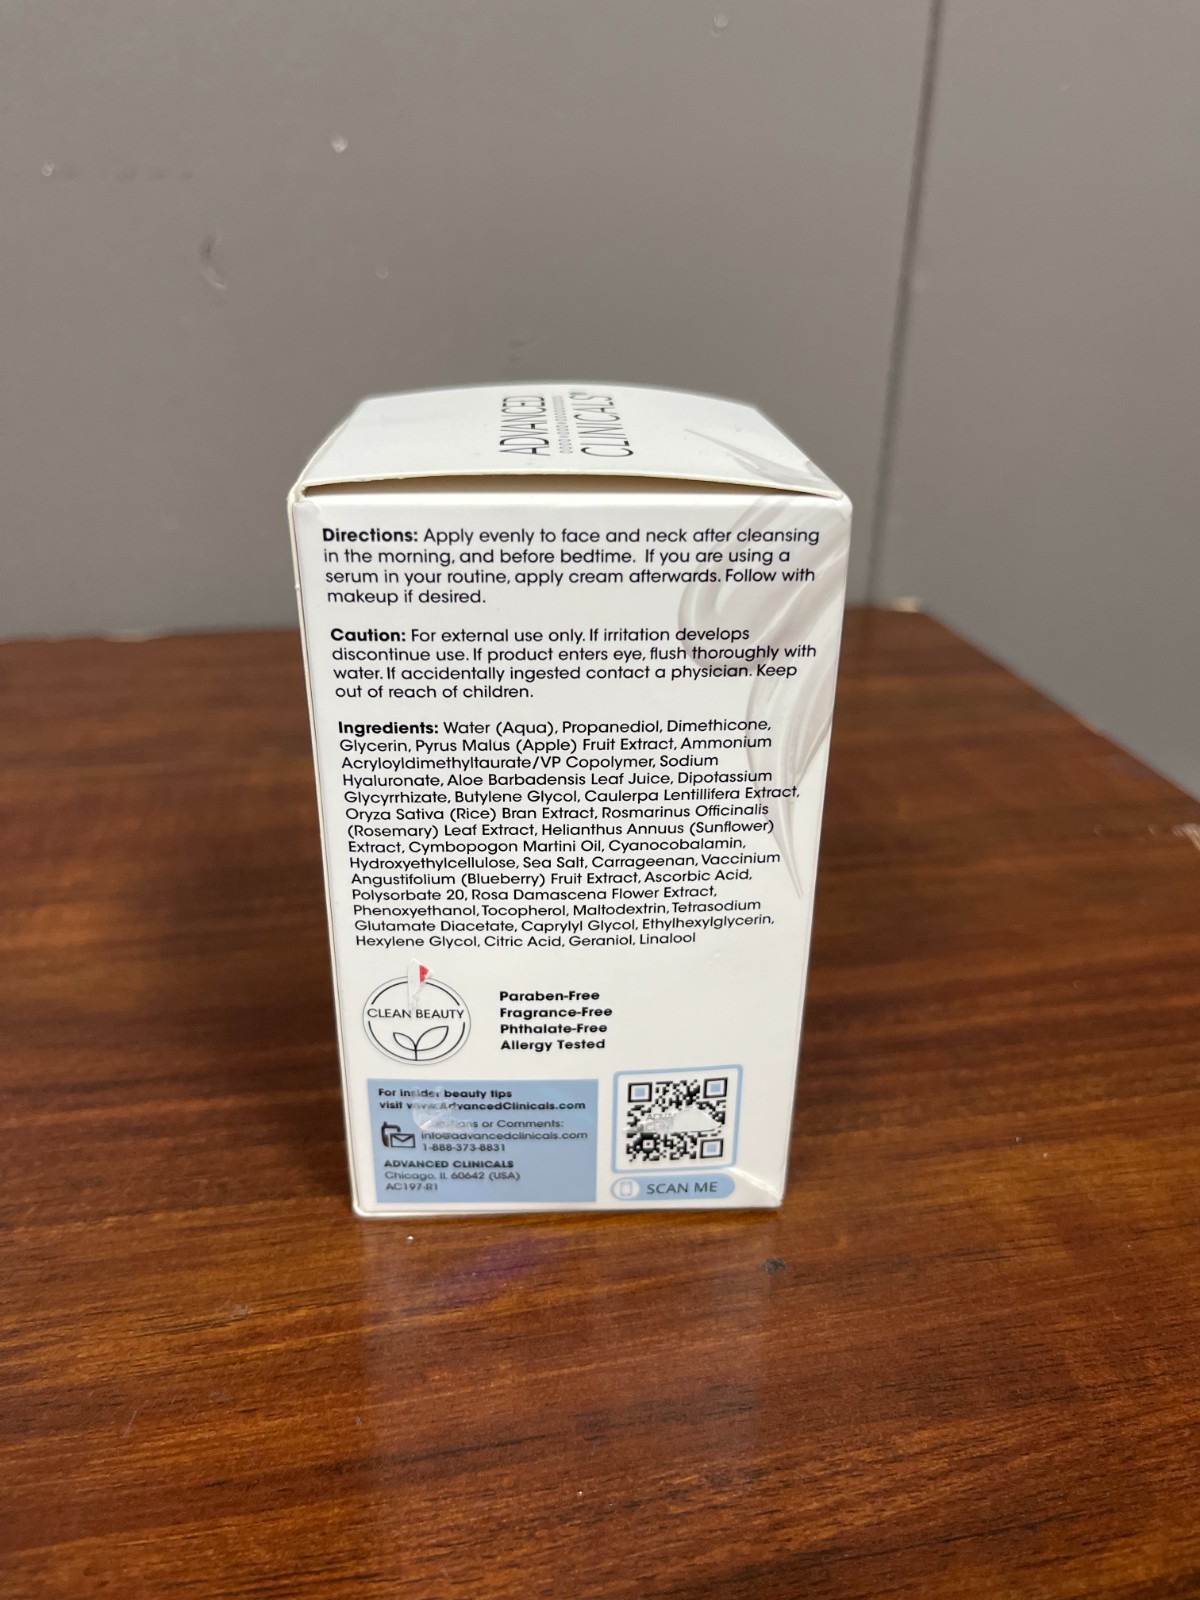 ADVANCED
CLINICALS®
Directions: Apply evenly to face and neck after cleansing
in the morning, and before bedtime. If you are using a
serum in your routine, apply cream afterwards. Follow with
makeup if desired.
Caution: For external use only. If irritation develops
discontinue use. If product enters eye, flush thoroughly with
water. If accidentally ingested contact a physician. Keep
out of reach of children.
Ingredients: Water (Aqua), Propanediol, Dimethicone,
Glycerin, Pyrus Malus (Apple) Fruit Extract, Ammonium
Acryloyldimethyltaurate/VP Copolymer, Sodium
Hyaluronate, Aloe Barbadensis Leaf Juice, Dipotassium
Glycyrrhizate, Butylene Glycol, Caulerpa Lentillifera Extract,
Oryza Sativa (Rice) Bran Extract, Rosmarinus Officinalis
(Rosemary) Leaf Extract, Helianthus Annuus (Sunflower)
Extract, Cymbopogon Martini Oil, Cyanocobalamin,
Hydroxyethylcellulose, Sea Salt, Carrageenan, Vaccinium
Angustifolium (Blueberry) Fruit Extract, Ascorbic Acid,
Polysorbate 20, Rosa Damascena Flower Extract,
Phenoxyethanol, Tocopherol, Maltodextrin, Tetrasodium
Glutamate Diacetate, Caprylyl Glycol, Ethylhexylglycerin,
Hexylene Glycol, Citric Acid, Geraniol, Linalool
CLEAN BEAUTY
Paraben-Free
Fragrance-Free
Phthalate-Free
Allergy Tested
For insider beauty tips
visit www.AdvancedClinicals.com
or Comments:
info@advancedclinicals.com
1-888-373-8831
ADVANCED CLINICALS
Chicago, IL 60642 (USA)
AC197-R1
SCAN ME